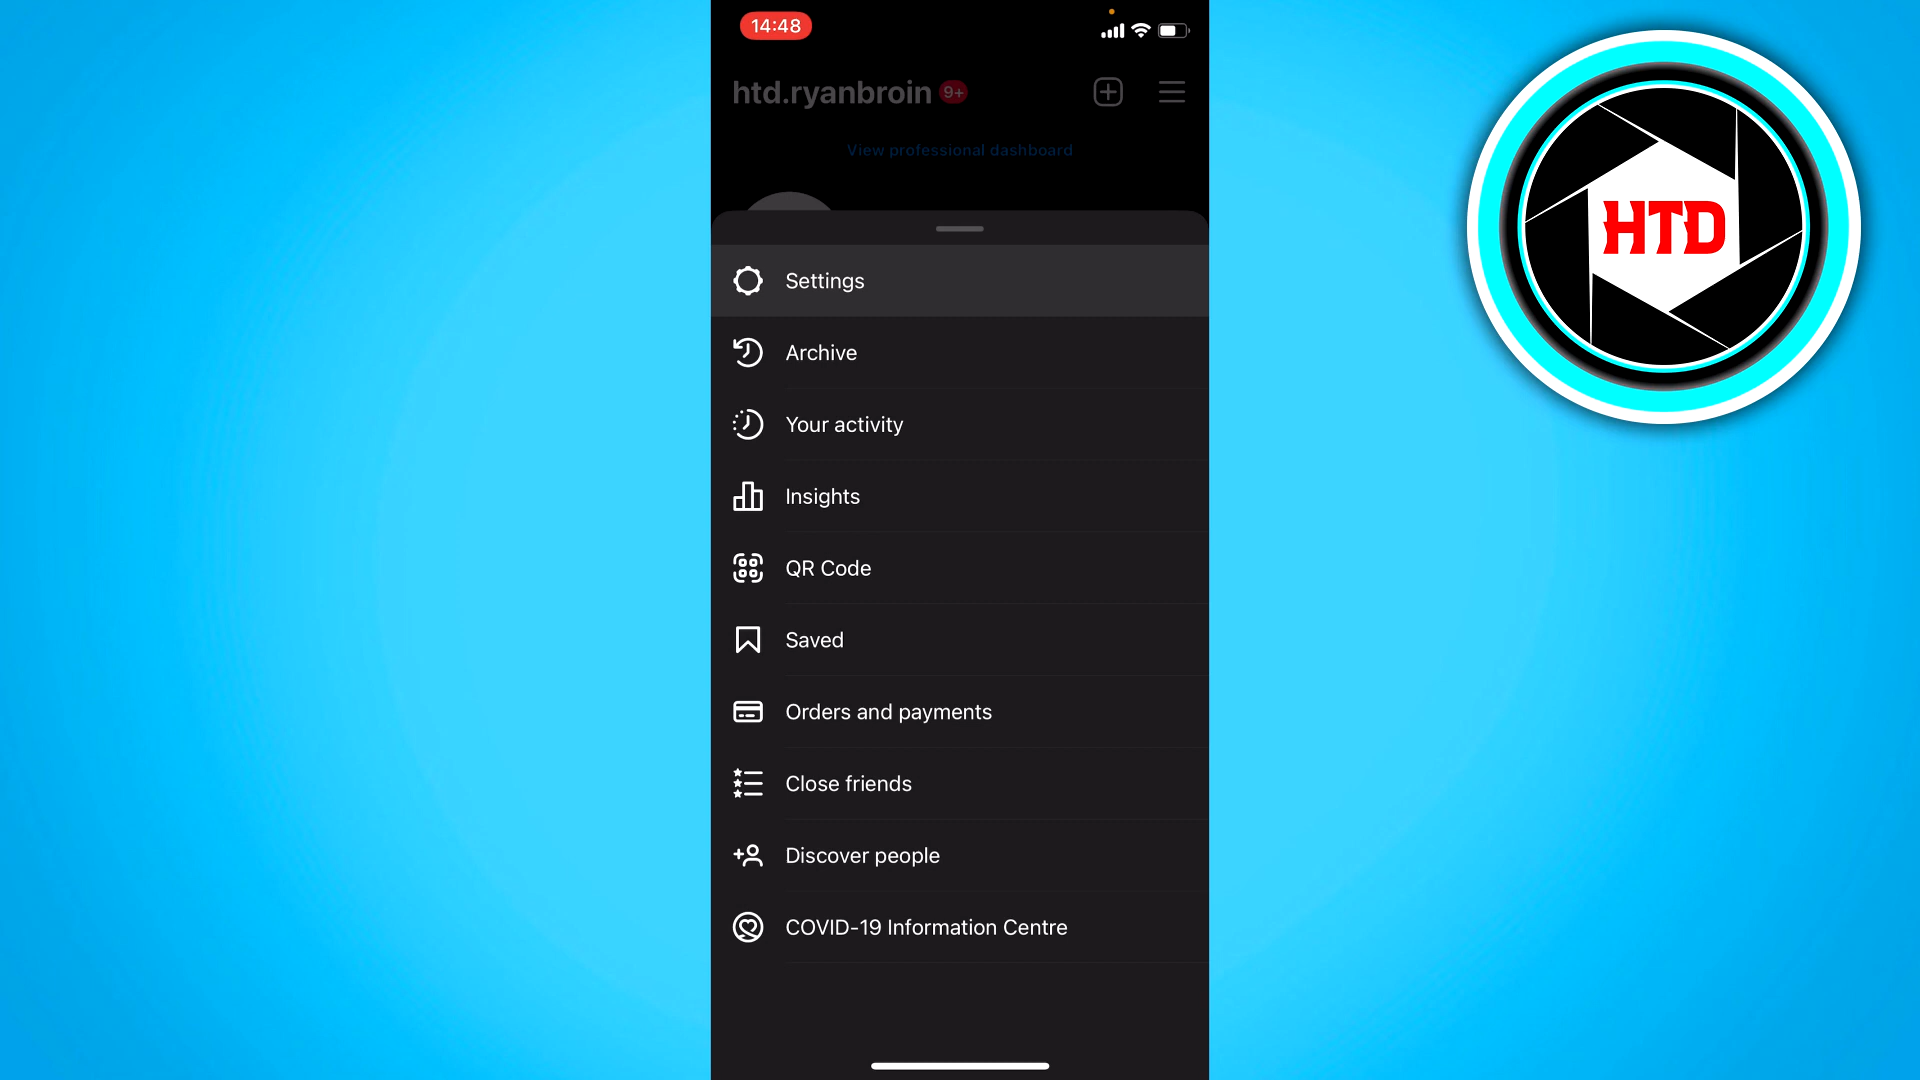 14:48
htd.ryanbroin 9+
View professional dashboard
Settings
Archive
Your activity
Insights
QR Code
Saved
Orders and payments
Close friends
Discover people
COVID-19 Information Centre
HTD